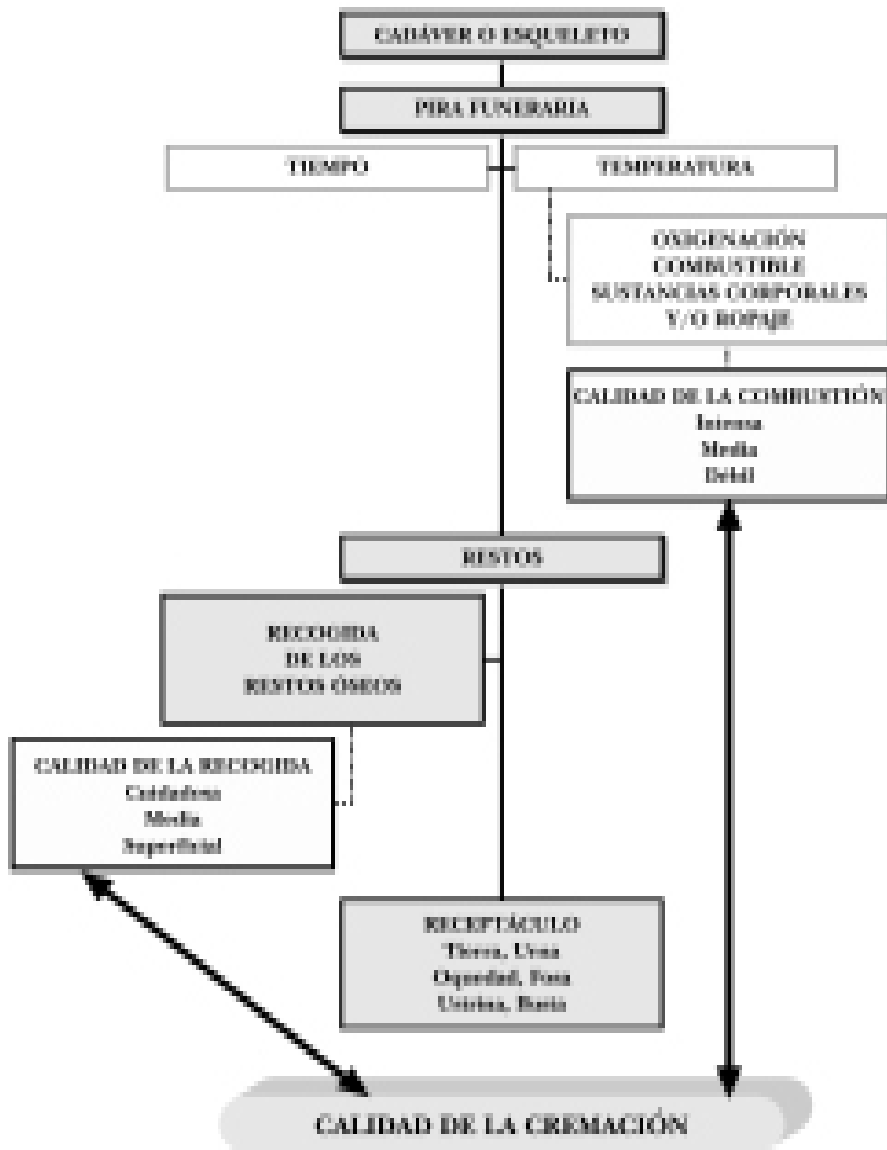 CADÁVER O ESQUELETO
PIRA FUNERARIA
TIEMPO
TEMPERATURA
OXIGENACIÓN
COMBUSTIBLE
SUSTANCIAS CORPORALES
Y/O ROPAJE
CALIDAD DE LA COMBUSTIÓN
Intensa
Media
Débil
RESTOS
RECOGIDA
DE LOS
RESTOS ÓSEOS
CALIDAD DE LA RECOGIDA
Cuidadosa
Media
Superficial
RECEPTÁCULO
Tierra, Urna
Oquedad, Fosa
Ustrina,
CALIDAD DE LA CREMACIÓN